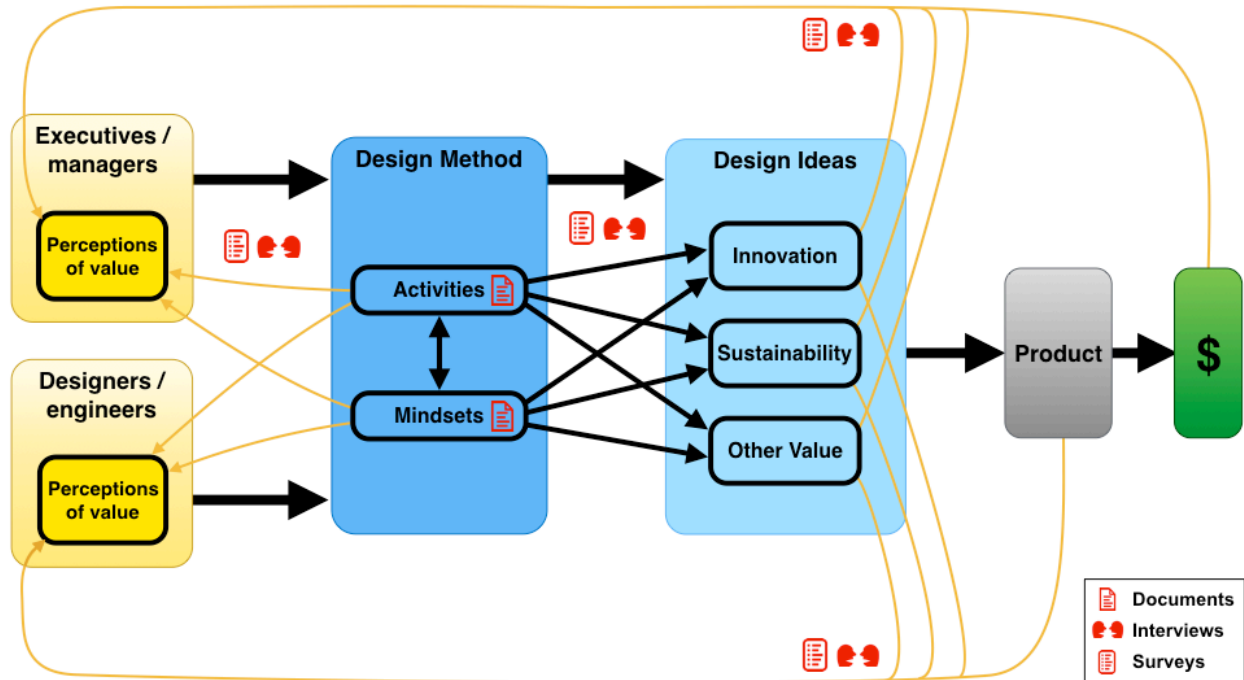 Executives /
managers
Perceptions
of value
Designers /
engineers
Perceptions
of value
Design Method
Activities
Mindsets
Design Ideas
Innovation
Sustainability
Other Value
Product
$
Documents
Interviews
Surveys